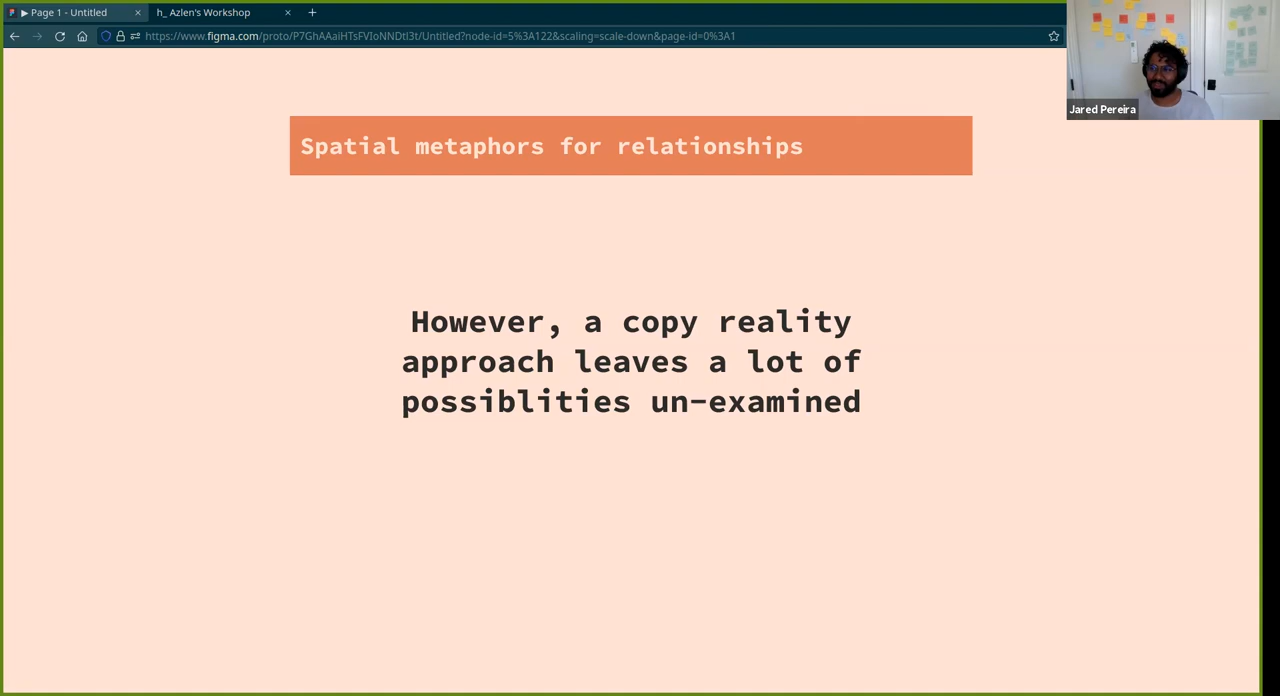 ▶ Page 1 - Untitled
h_ Azlen's Workshop
https://www.figma.com/proto/P7GhAAaiHTsFVIoNNDtI3t/Untitled?node-id=5%3A122&scaling=scale-down&page-id=0%3A1
Jared Pereira
Spatial metaphors for relationships
However, a copy reality
approach leaves a lot of
possiblities un-examined